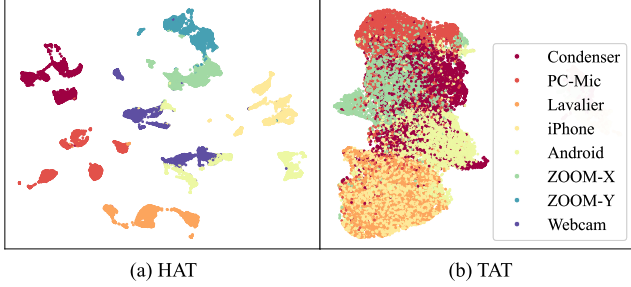 Condenser
PC-Mic
Lavalier
iPhone
Android
ZOOM-X
ZOOM-Y
Webcam
(a) HAT
(b) TAT